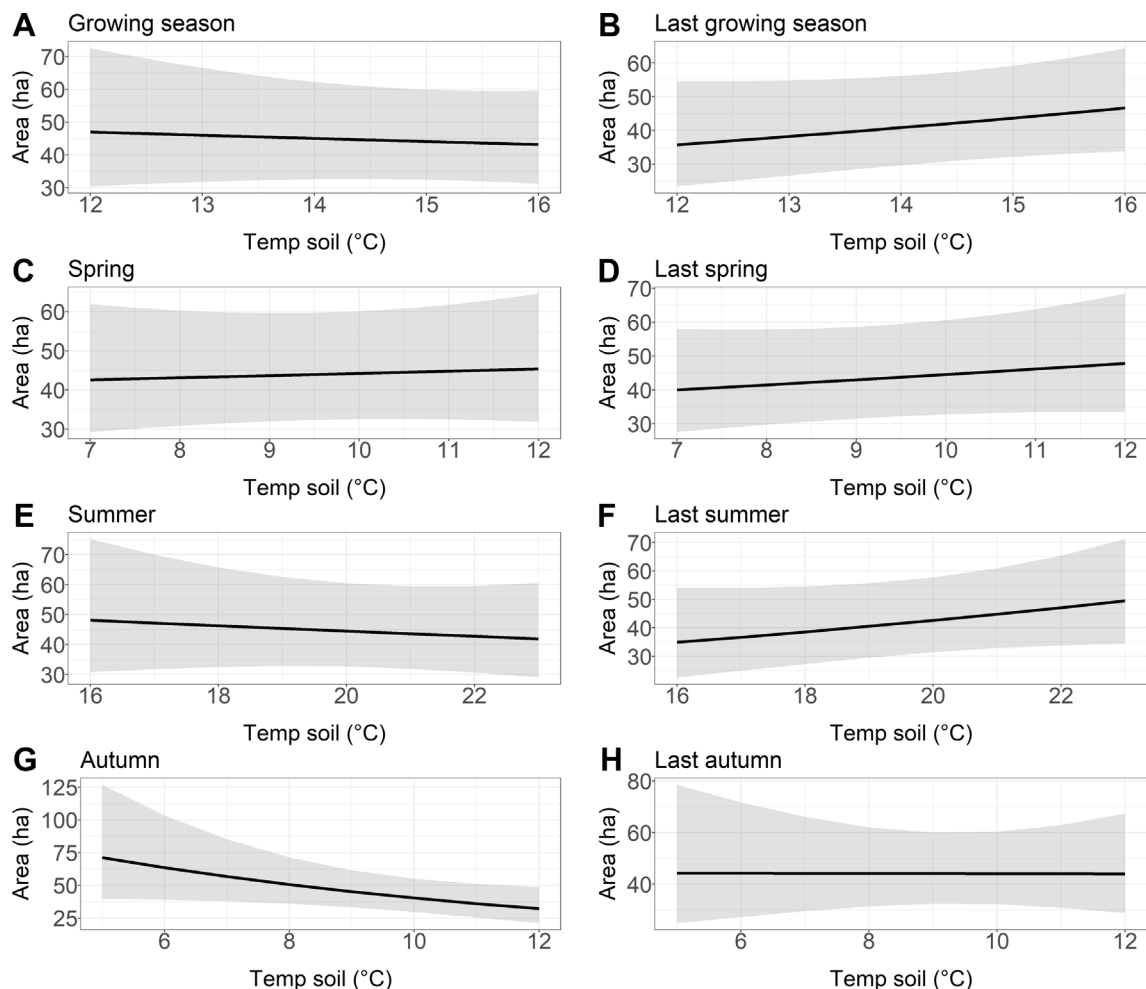 A Growing season
Area (ha)
70
60
50
40
30
12 13 14 15 16
Temp soil (°C)
B Last growing season
Area (ha)
60
50
40
30
12 13 14 15 16
Temp soil (°C)
C Spring
Area (ha)
60
50
40
30
7 8 9 10 11 12
Temp soil (°C)
D Last spring
Area (ha)
70
60
50
40
30
7 8 9 10 11 12
Temp soil (°C)
E Summer
Area (ha)
70
60
50
40
30
16 18 20 22
Temp soil (°C)
F Last summer
Area (ha)
70
60
50
40
30
16 18 20 22
Temp soil (°C)
G Autumn
Area (ha)
125
100
75
50
25
6 8 10 12
Temp soil (°C)
H Last autumn
Area (ha)
80
60
40
6 8 10 12
Temp soil (°C)